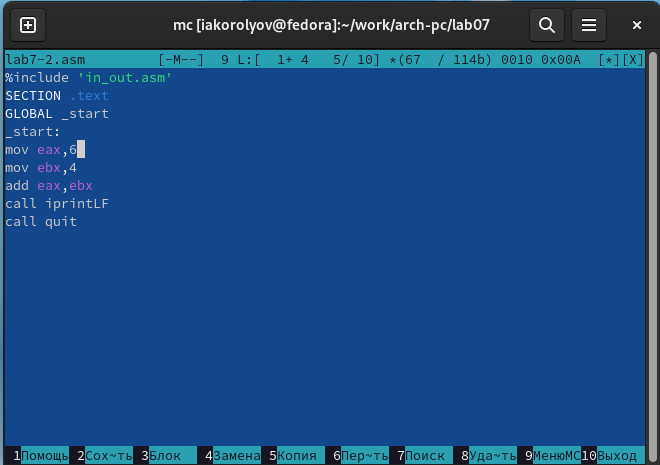 mc [iakorolyov@fedora]:~/work/arch-pc/lab07
lab7-2.asm [-M--] 9 L:[ 1+ 4 5/ 10] *(67 / 114b) 0010 0x00A [*][X]
%include 'in_out.asm'
SECTION .text
GLOBAL _start
_start:
mov eax,6
mov ebx,4
add eax,ebx
call iprintLF
call quit
1Помощь 2Сох~ть 3Блок 4Замена 5Копия 6Пер~ть 7Поиск 8Уда~ть 9МенюMC 10Выход